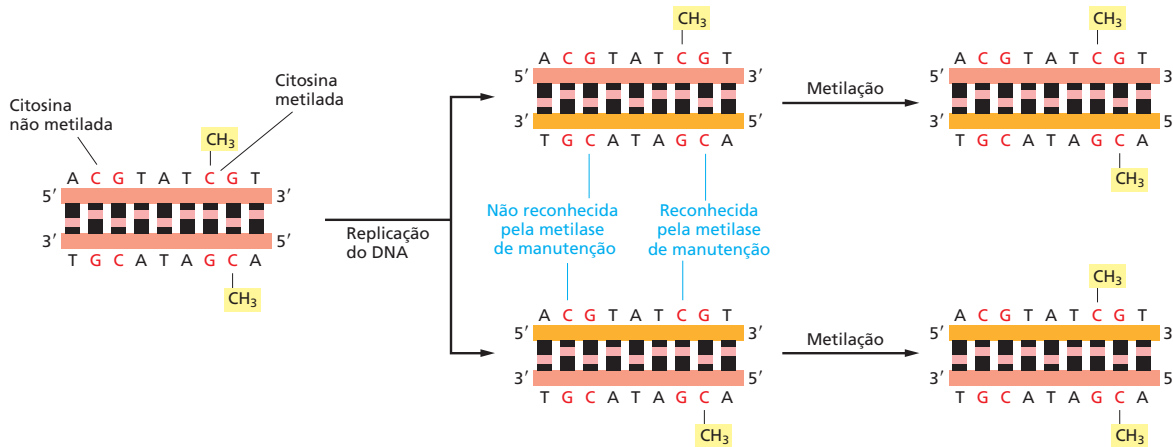 Citosina
não metilada
Citosina
metilada
CH3
A C G T A T C G T
5′ 3′
3′ 5′
T G C A T A G C A
CH3
Replicação
do DNA
CH3
A C G T A T C G T
5′ 3′
3′ 5′
T G C A T A G C A
Não reconhecida
pela metilase
de manutenção
Reconhecida
pela metilase
de manutenção
A C G T A T C G T
5′ 3′
3′ 5′
T G C A T A G C A
CH3
Metilação
CH3
A C G T A T C G T
5′ 3
3′ 5
T G C A T A G C A
CH3
Metilação
CH3
A C G T A T C G T
5′ 3
3′ 5
T G C A T A G C A
CH3